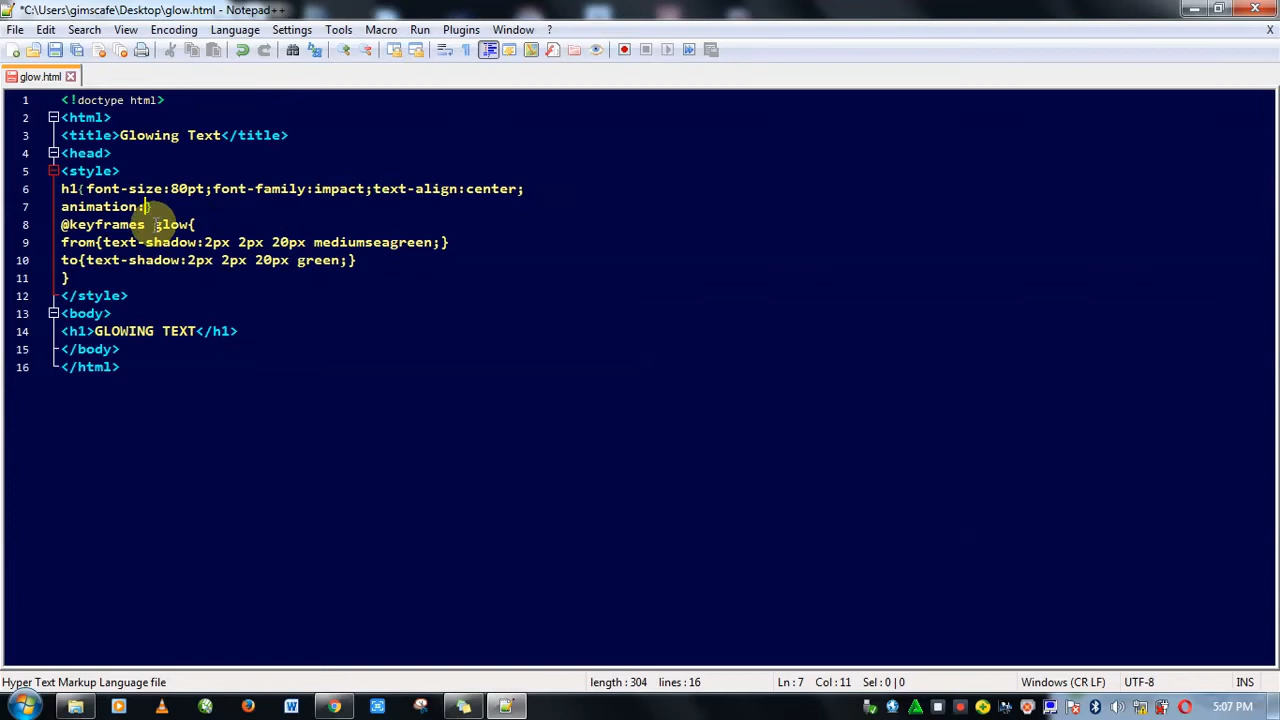 *C:\Users\gimscafe\Desktop\glow.html - Notepad++
File Edit Search View Encoding Language Settings Tools Macro Run Plugins Window ? X
glow.html
1 <!doctype html>
2 <html>
3 <title>Glowing Text</title>
4 <head>
5 <style>
6 h1{font-size:80pt;font-family:impact;text-align:center;
7 animation:}
8 @keyframes glow{
9 from{text-shadow:2px 2px 20px mediumseagreen;}
10 to{text-shadow:2px 2px 20px green;}
11 }
12 </style>
13 <body>
14 <h1>GLOWING TEXT</h1>
15 </body>
16 </html>
Hyper Text Markup Language file length : 304 lines : 16 Ln : 7 Col : 11 Sel : 0 | 0 Windows (CR LF) UTF-8 INS
5:07 PM